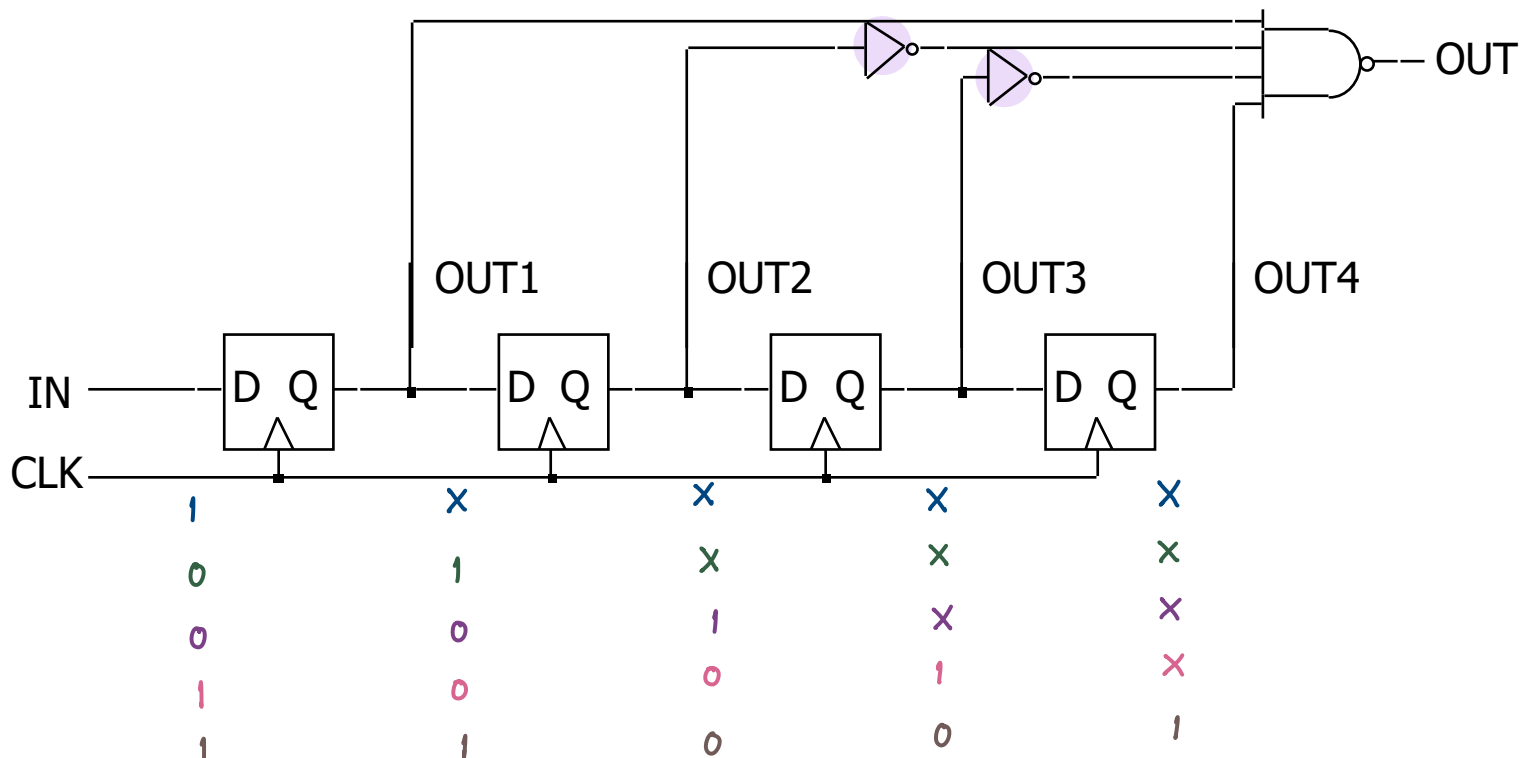 OUT
OUT1 OUT2 OUT3 OUT4
IN D Q D Q D Q D Q
CLK
1 X X X X
0 1 X X X
0 0 1 X X
1 0 0 1 X
1 1 0 0 1